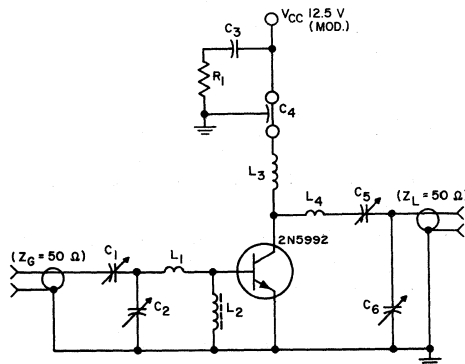 VCC 12.5 V
(MOD.)
C3
R1
C4
L3
L4
C5
(ZL = 50 Ω)
2N5992
(ZG = 50 Ω)
C1
L1
C2
L2
C6